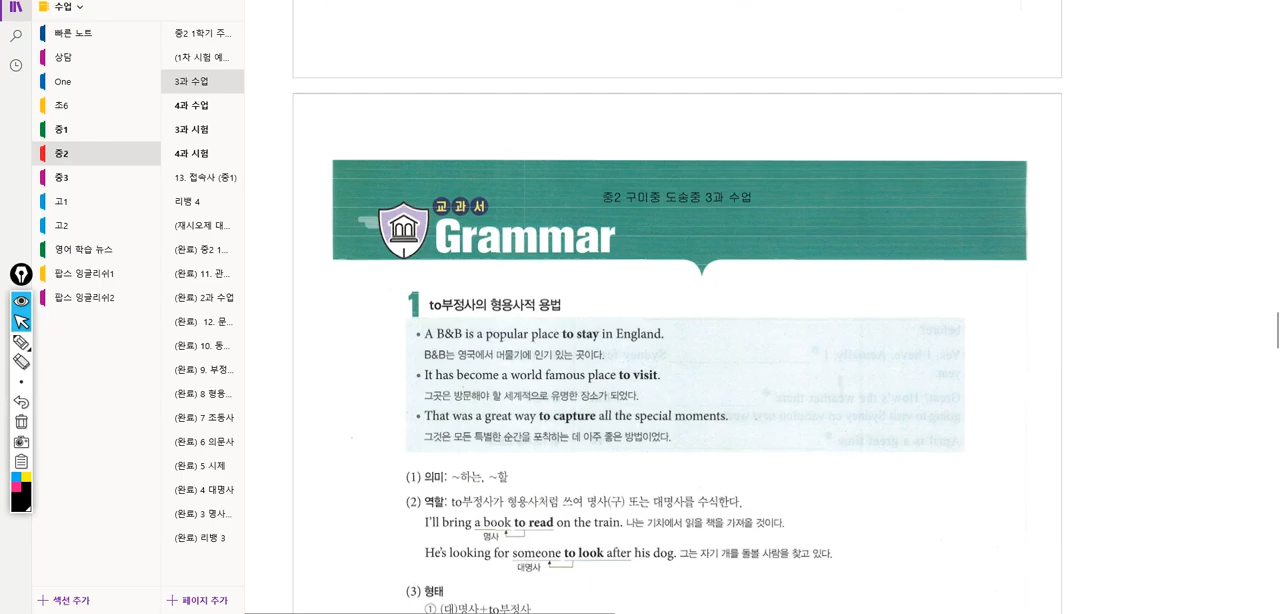 수업
빠른 노트
상담
One
초6
중1
중2
중3
고1
고2
영어 학습 뉴스
팝스 잉글리쉬1
팝스 잉글리쉬2
섹션 추가
중2 1학기 주...
(1차 시험 예...
3과 수업
4과 수업
3과 시험
4과 시험
13. 접속사 (중1)
리뱅 4
(재시오제 대...
(완료) 중2 1...
(완료) 11. 관...
(완료) 2과 수업
(완료)  12. 문...
(완료) 10. 동...
(완료) 9. 부정...
(완료) 8 형용...
(완료) 7 조동사
(완료) 6 의문사
(완료) 5 시제
(완료) 4 대명사
(완료) 3 명사...
(완료) 리뱅 3
페이지 추가
중2 구미중 도송중 3과 수업
교과서
Grammar
1 to부정사의 형용사적 용법
• A B&B is a popular place to stay in England.
B&B는 영국에서 머물기에 인기 있는 곳이다.
• It has become a world famous place to visit.
그곳은 방문해야 할 세계적으로 유명한 장소가 되었다.
• That was a great way to capture all the special moments.
그것은 모든 특별한 순간을 포착하는 데 아주 좋은 방법이었다.
(1) 의미: ~하는, ~할
(2) 역할: to부정사가 형용사처럼 쓰여 명사(구) 또는 대명사를 수식한다.
I'll bring a book to read on the train. 나는 기차에서 읽을 책을 가져올 것이다.
명사
He's looking for someone to look after his dog. 그는 자기 개를 돌볼 사람을 찾고 있다.
대명사
(3) 형태
① (대)명사+to부정사